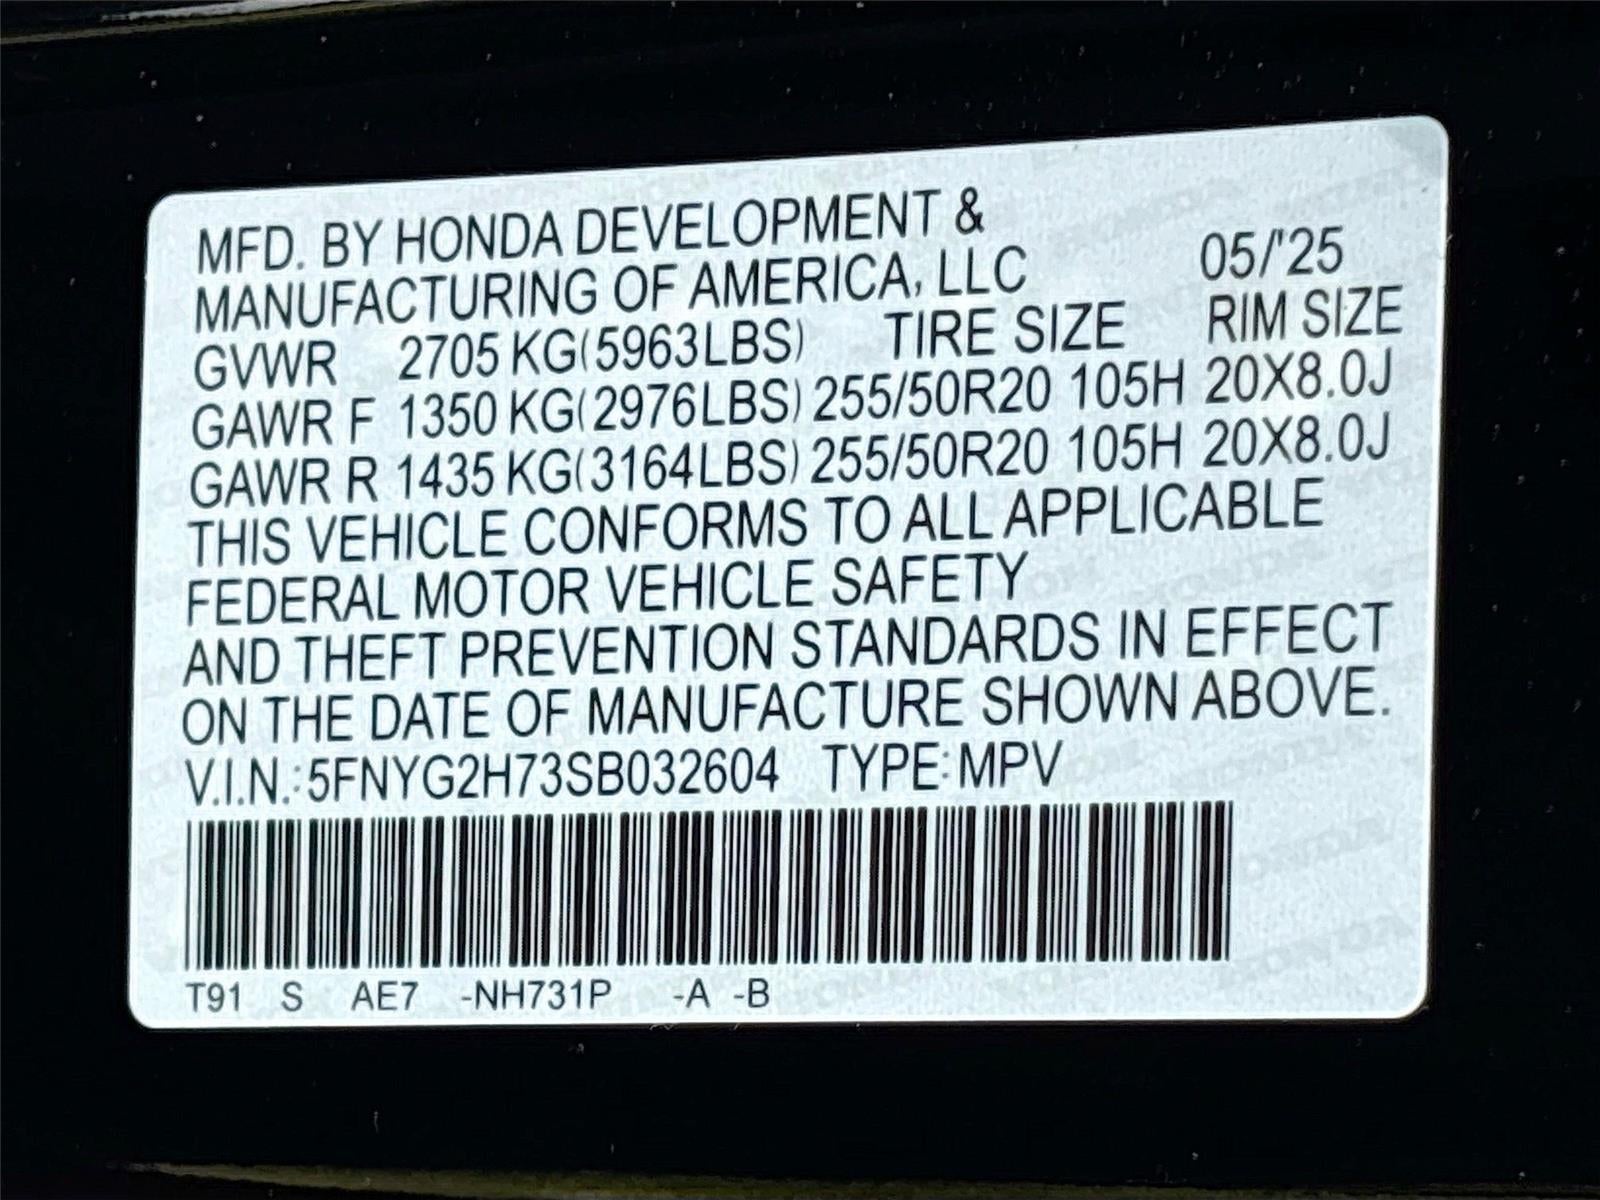 MFD. BY HONDA DEVELOPMENT &
MANUFACTURING OF AMERICA, LLC 05/'25
GVWR 2705 KG(5963LBS) TIRE SIZE RIM SIZE
GAWR F 1350 KG(2976LBS) 255/50R20 105H 20X8.0J
GAWR R 1435 KG(3164LBS) 255/50R20 105H 20X8.0J
THIS VEHICLE CONFORMS TO ALL APPLICABLE
FEDERAL MOTOR VEHICLE SAFETY
AND THEFT PREVENTION STANDARDS IN EFFECT
ON THE DATE OF MANUFACTURE SHOWN ABOVE.
V.I.N.: 5FNYG2H73SB032604 TYPE: MPV
T91 S AE7 -NH731P -A -B